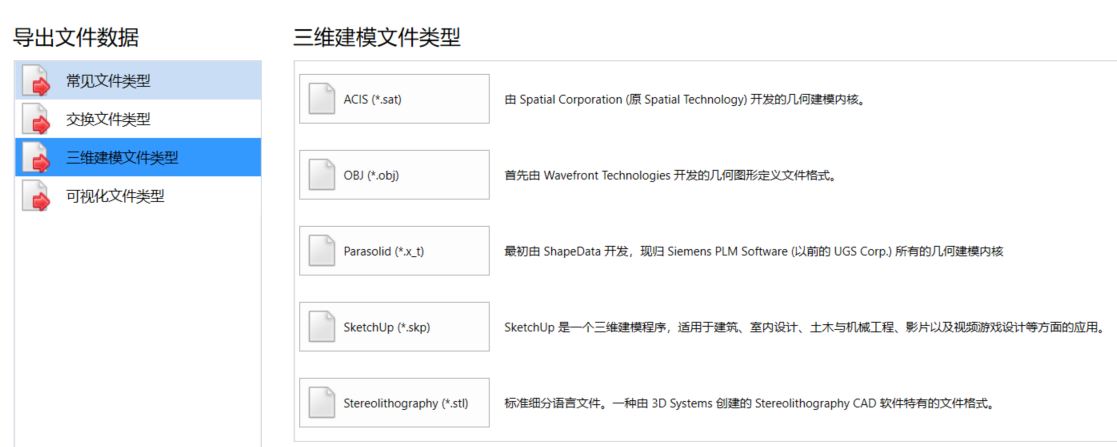 导出文件数据
常见文件类型
交换文件类型
三维建模文件类型
可视化文件类型
三维建模文件类型
ACIS (*.sat)
由 Spatial Corporation (原 Spatial Technology) 开发的几何建模内核。
OBJ (*.obj)
首先由 Wavefront Technologies 开发的几何图形定义文件格式。
Parasolid (*.x_t)
最初由 ShapeData 开发，现归 Siemens PLM Software (以前的 UGS Corp.) 所有的几何建模内核
SketchUp (*.skp)
SketchUp 是一个三维建模程序，适用于建筑、室内设计、土木与机械工程、影片以及视频游戏设计等方面的应用。
Stereolithography (*.stl)
标准细分语言文件。一种由 3D Systems 创建的 Stereolithography CAD 软件特有的文件格式。